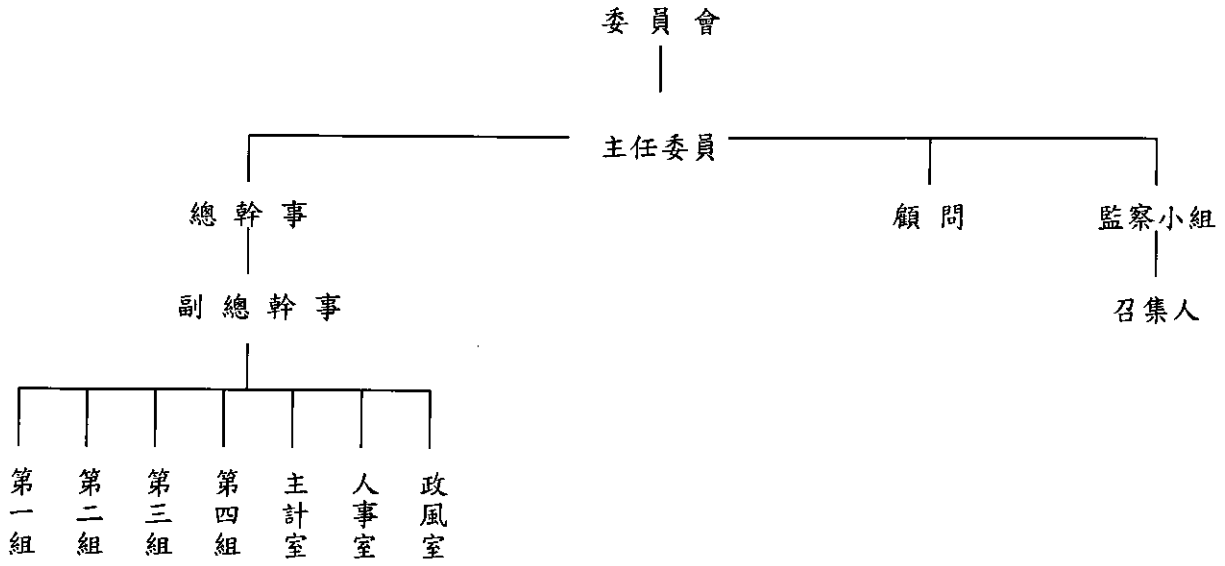 委員會
主任委員
總幹事
顧問
監察小組
副總幹事
召集人
第一組
第二組
第三組
第四組
主計室
人事室
政風室